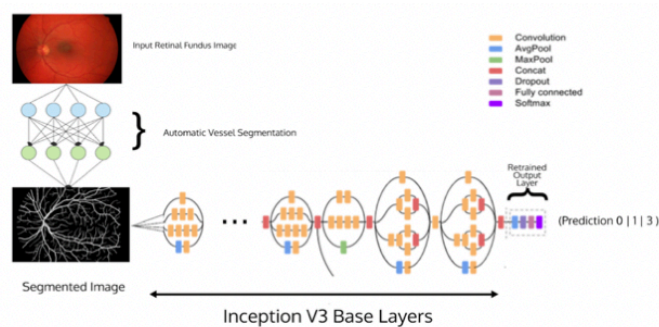 Input Retinal Fundus Image
Convolution
AvgPool
MaxPool
Concat
Dropout
Fully connected
Softmax
Automatic Vessel Segmentation
Retrained
Output
Layer
(Prediction 0 | 1 | 3 )
Segmented Image
Inception V3 Base Layers